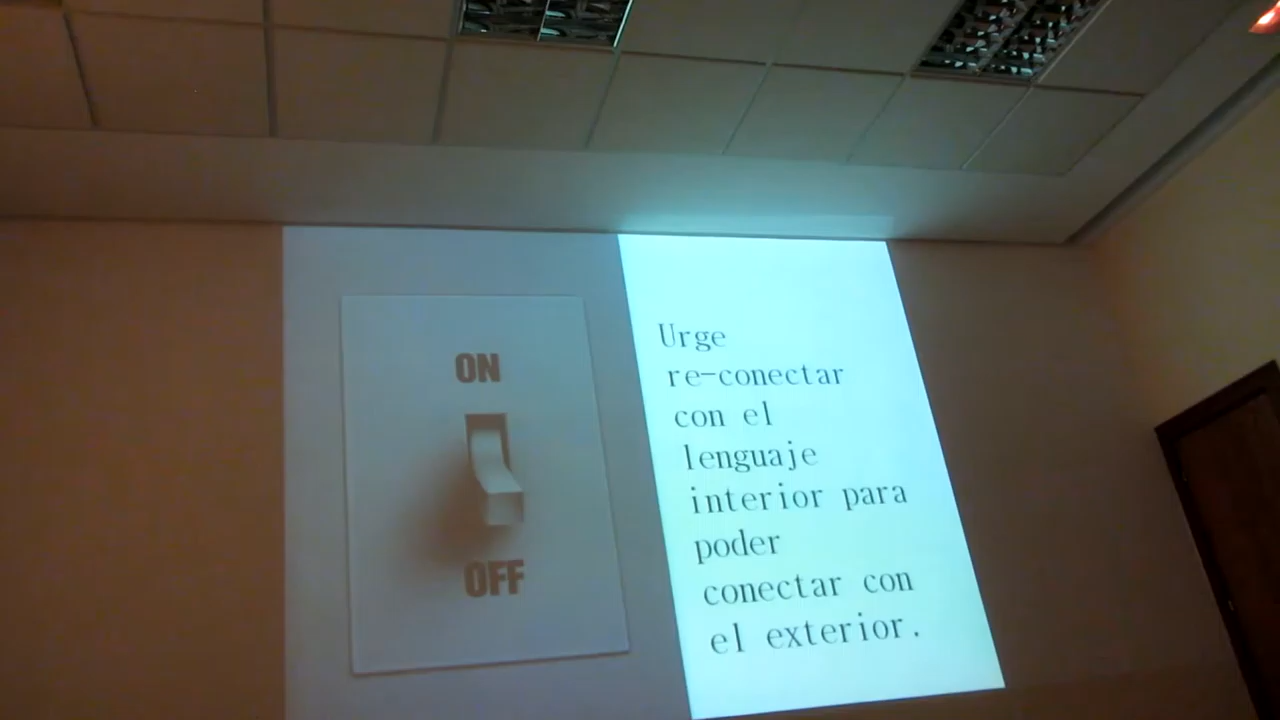 ON
OFF
Urge
re-conectar
con el
lenguaje
interior para
poder
conectar con
el exterior.